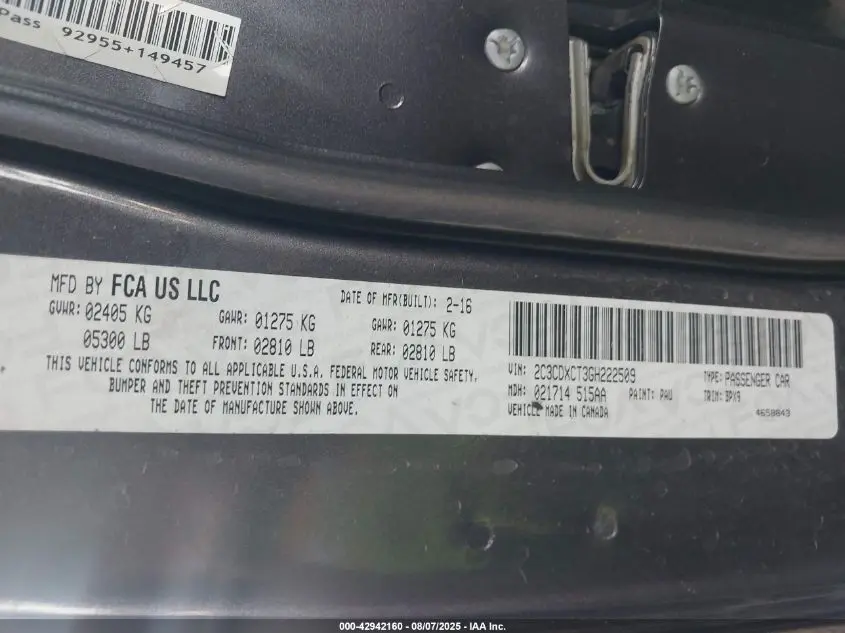 Pass 92955+149457
MFD BY FCA US LLC
DATE OF MFR(BUILT): 2-16
GVWR: 02405 KG
GAWR: 01275 KG
GAWR: 01275 KG
05300 LB
FRONT: 02810 LB
REAR: 02810 LB
THIS VEHICLE CONFORMS TO ALL APPLICABLE U.S.A. FEDERAL MOTOR VEHICLE SAFETY,
BUMPER AND THEFT PREVENTION STANDARDS IN EFFECT ON
THE DATE OF MANUFACTURE SHOWN ABOVE.
VIN: 2C3CDXCT3GH222509
TYPE: PASSENGER CAR
MDH: 021714 515AA
PAINT: PAU
TRIM: BPX9
VEHICLE MADE IN CANADA
4658843
000-42942160 - 08/07/2025 - IAA Inc.